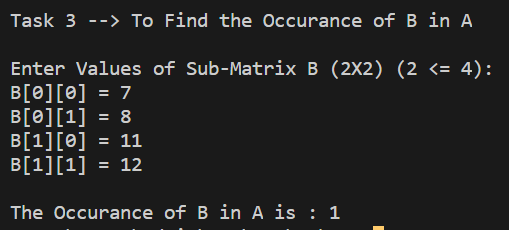 Task 3 --> To Find the Occurance of B in A
Enter Values of Sub-Matrix B (2X2) (2 <= 4):
B[0][0] = 7
B[0][1] = 8
B[1][0] = 11
B[1][1] = 12
The Occurance of B in A is : 1